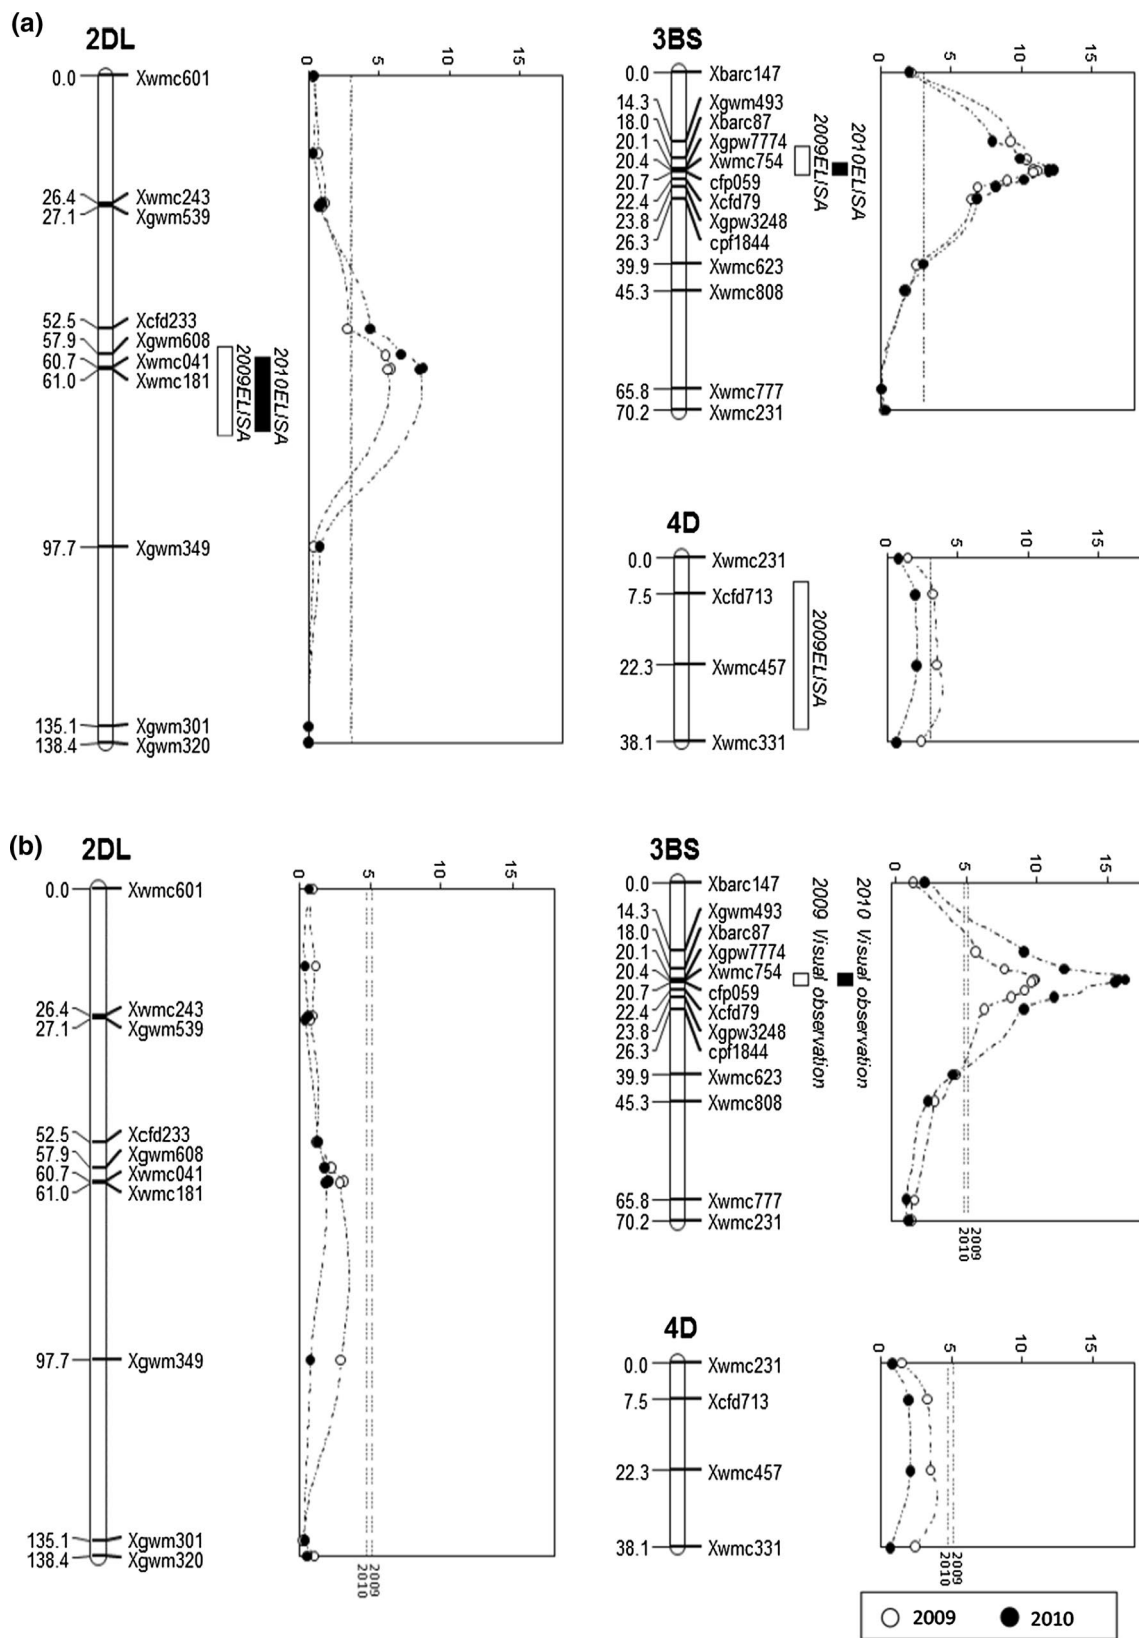 (a)
2DL
0 5 10 15
0.0 Xwmc601
26.4 Xwmc243
27.1 Xgwm539
52.5 Xcfd233
57.9 Xgwm608
60.7 Xwmc041
61.0 Xwmc181
97.7 Xgwm349
135.1 Xgwm301
138.4 Xgwm320
2009ELISA
2010ELISA
3BS
0 5 10 15
0.0 Xbarc147
14.3 Xgwm493
18.0 Xbarc87
20.1 Xgpw7774
20.4 Xwmc754
20.7 cfp059
22.4 Xcfd79
23.8 Xgpw3248
26.3 cpf1844
39.9 Xwmc623
45.3 Xwmc808
65.8 Xwmc777
70.2 Xwmc231
2009ELISA
2010ELISA
4D
0 5 10 15
0.0 Xwmc231
7.5 Xcfd713
22.3 Xwmc457
38.1 Xwmc331
2009ELISA
(b)
2DL
0 5 10 15
0.0 Xwmc601
26.4 Xwmc243
27.1 Xgwm539
52.5 Xcfd233
57.9 Xgwm608
60.7 Xwmc041
61.0 Xwmc181
97.7 Xgwm349
135.1 Xgwm301
138.4 Xgwm320
2009
2010
3BS
0 5 10 15
0.0 Xbarc147
14.3 Xgwm493
18.0 Xbarc87
20.1 Xgpw7774
20.4 Xwmc754
20.7 cfp059
22.4 Xcfd79
23.8 Xgpw3248
26.3 cpf1844
39.9 Xwmc623
45.3 Xwmc808
65.8 Xwmc777
70.2 Xwmc231
2009 Visual observation
2010 Visual observation
2009
2010
4D
0 5 10 15
0.0 Xwmc231
7.5 Xcfd713
22.3 Xwmc457
38.1 Xwmc331
2009
2010
2009 2010